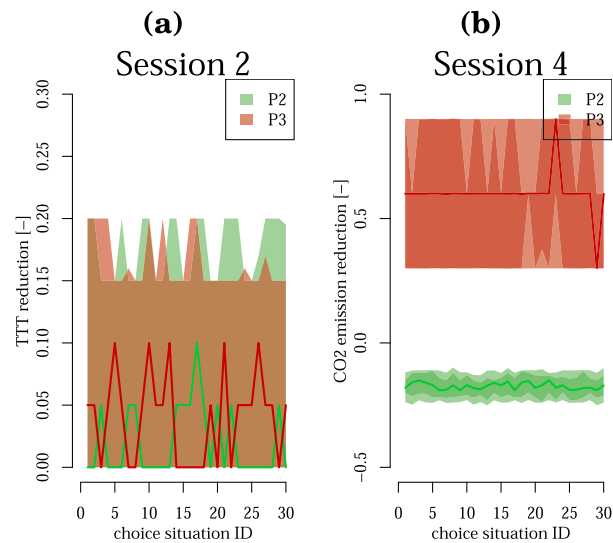 (a)
Session 2
P2
P3
TTT reduction [−]
0.30
0.25
0.20
0.15
0.10
0.05
0.00
0 5 10 15 20 25 30
choice situation ID
(b)
Session 4
P2
P3
CO2 emission reduction [−]
1.0
0.5
0.0
−0.5
0 5 10 15 20 25 30
choice situation ID